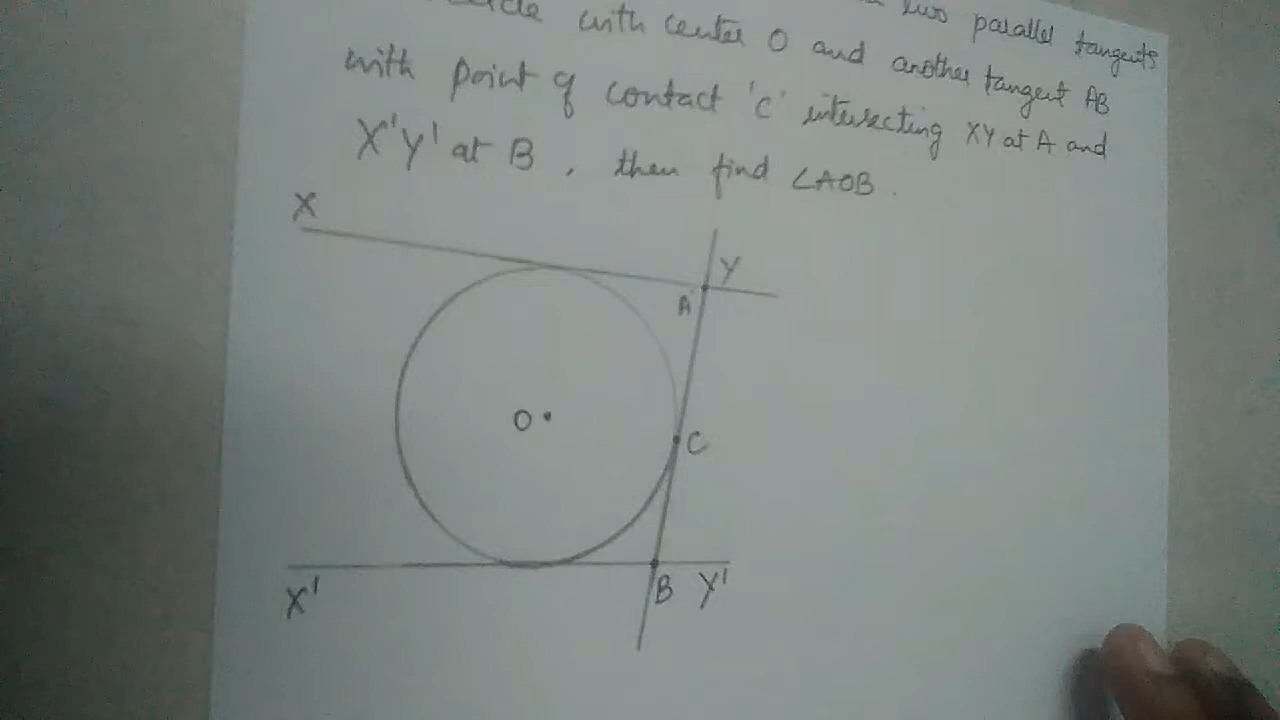 two parallel tangents
with center O and another tangent AB
with point of contact 'C' intersecting XY at A and
X'Y' at B, then find ∠AOB.
X
Y
A
O
C
X'
B
Y'